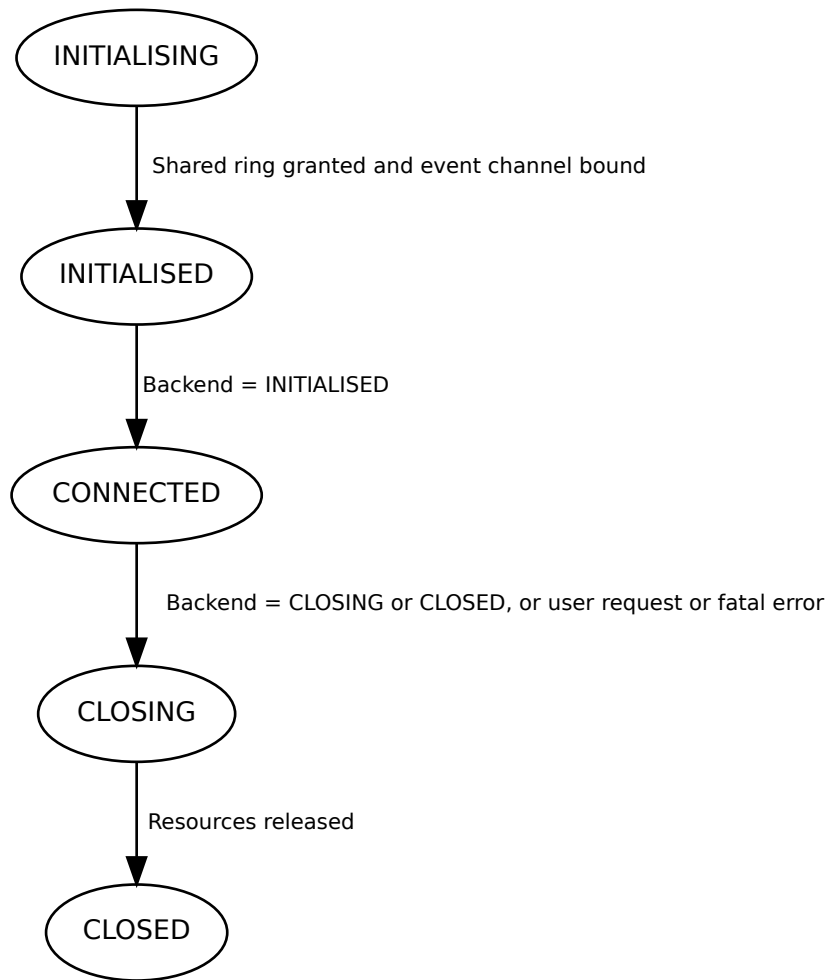 INITIALISING
Shared ring granted and event channel bound
INITIALISED
Backend = INITIALISED
CONNECTED
Backend = CLOSING or CLOSED, or user request or fatal error
CLOSING
Resources released
CLOSED